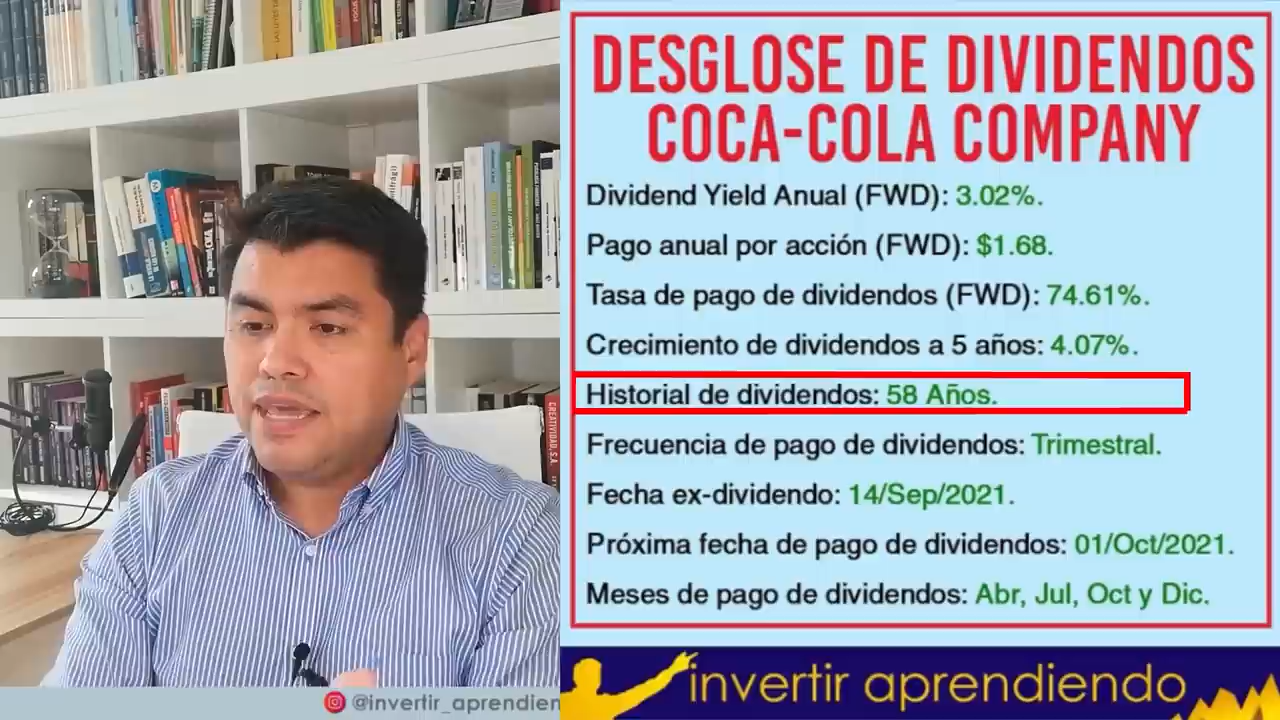 DESGLOSE DE DIVIDENDOS
COCA-COLA COMPANY
Dividend Yield Anual (FWD): 3.02%.
Pago anual por acción (FWD): $1.68.
Tasa de pago de dividendos (FWD): 74.61%.
Crecimiento de dividendos a 5 años: 4.07%.
Historial de dividendos: 58 Años.
Frecuencia de pago de dividendos: Trimestral.
Fecha ex-dividendo: 14/Sep/2021.
Próxima fecha de pago de dividendos: 01/Oct/2021.
Meses de pago de dividendos: Abr, Jul, Oct y Dic.
invertir aprendiendo
@invertir_aprendien
CREATIVIDAD, S.A.